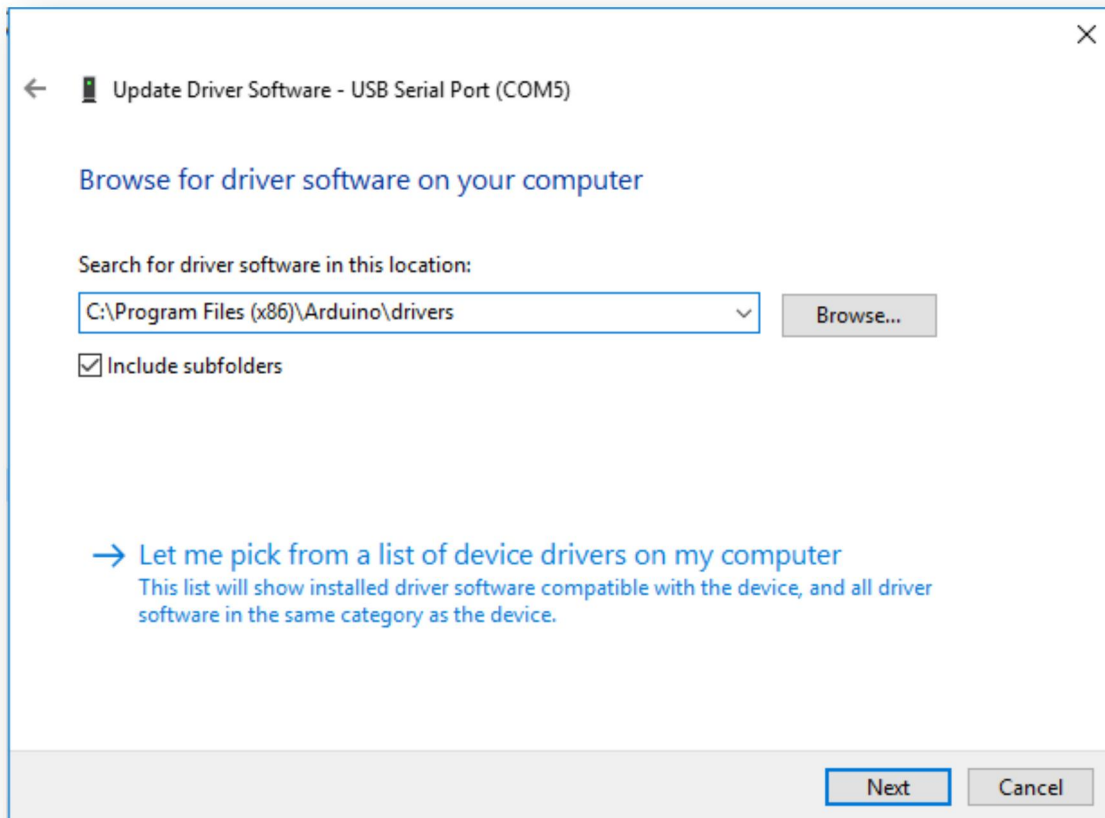 Update Driver Software - USB Serial Port (COM5)
Browse for driver software on your computer
Search for driver software in this location:
C:\Program Files (x86)\Arduino\drivers
Browse...
Include subfolders
Let me pick from a list of device drivers on my computer
This list will show installed driver software compatible with the device, and all driver
software in the same category as the device.
Next
Cancel